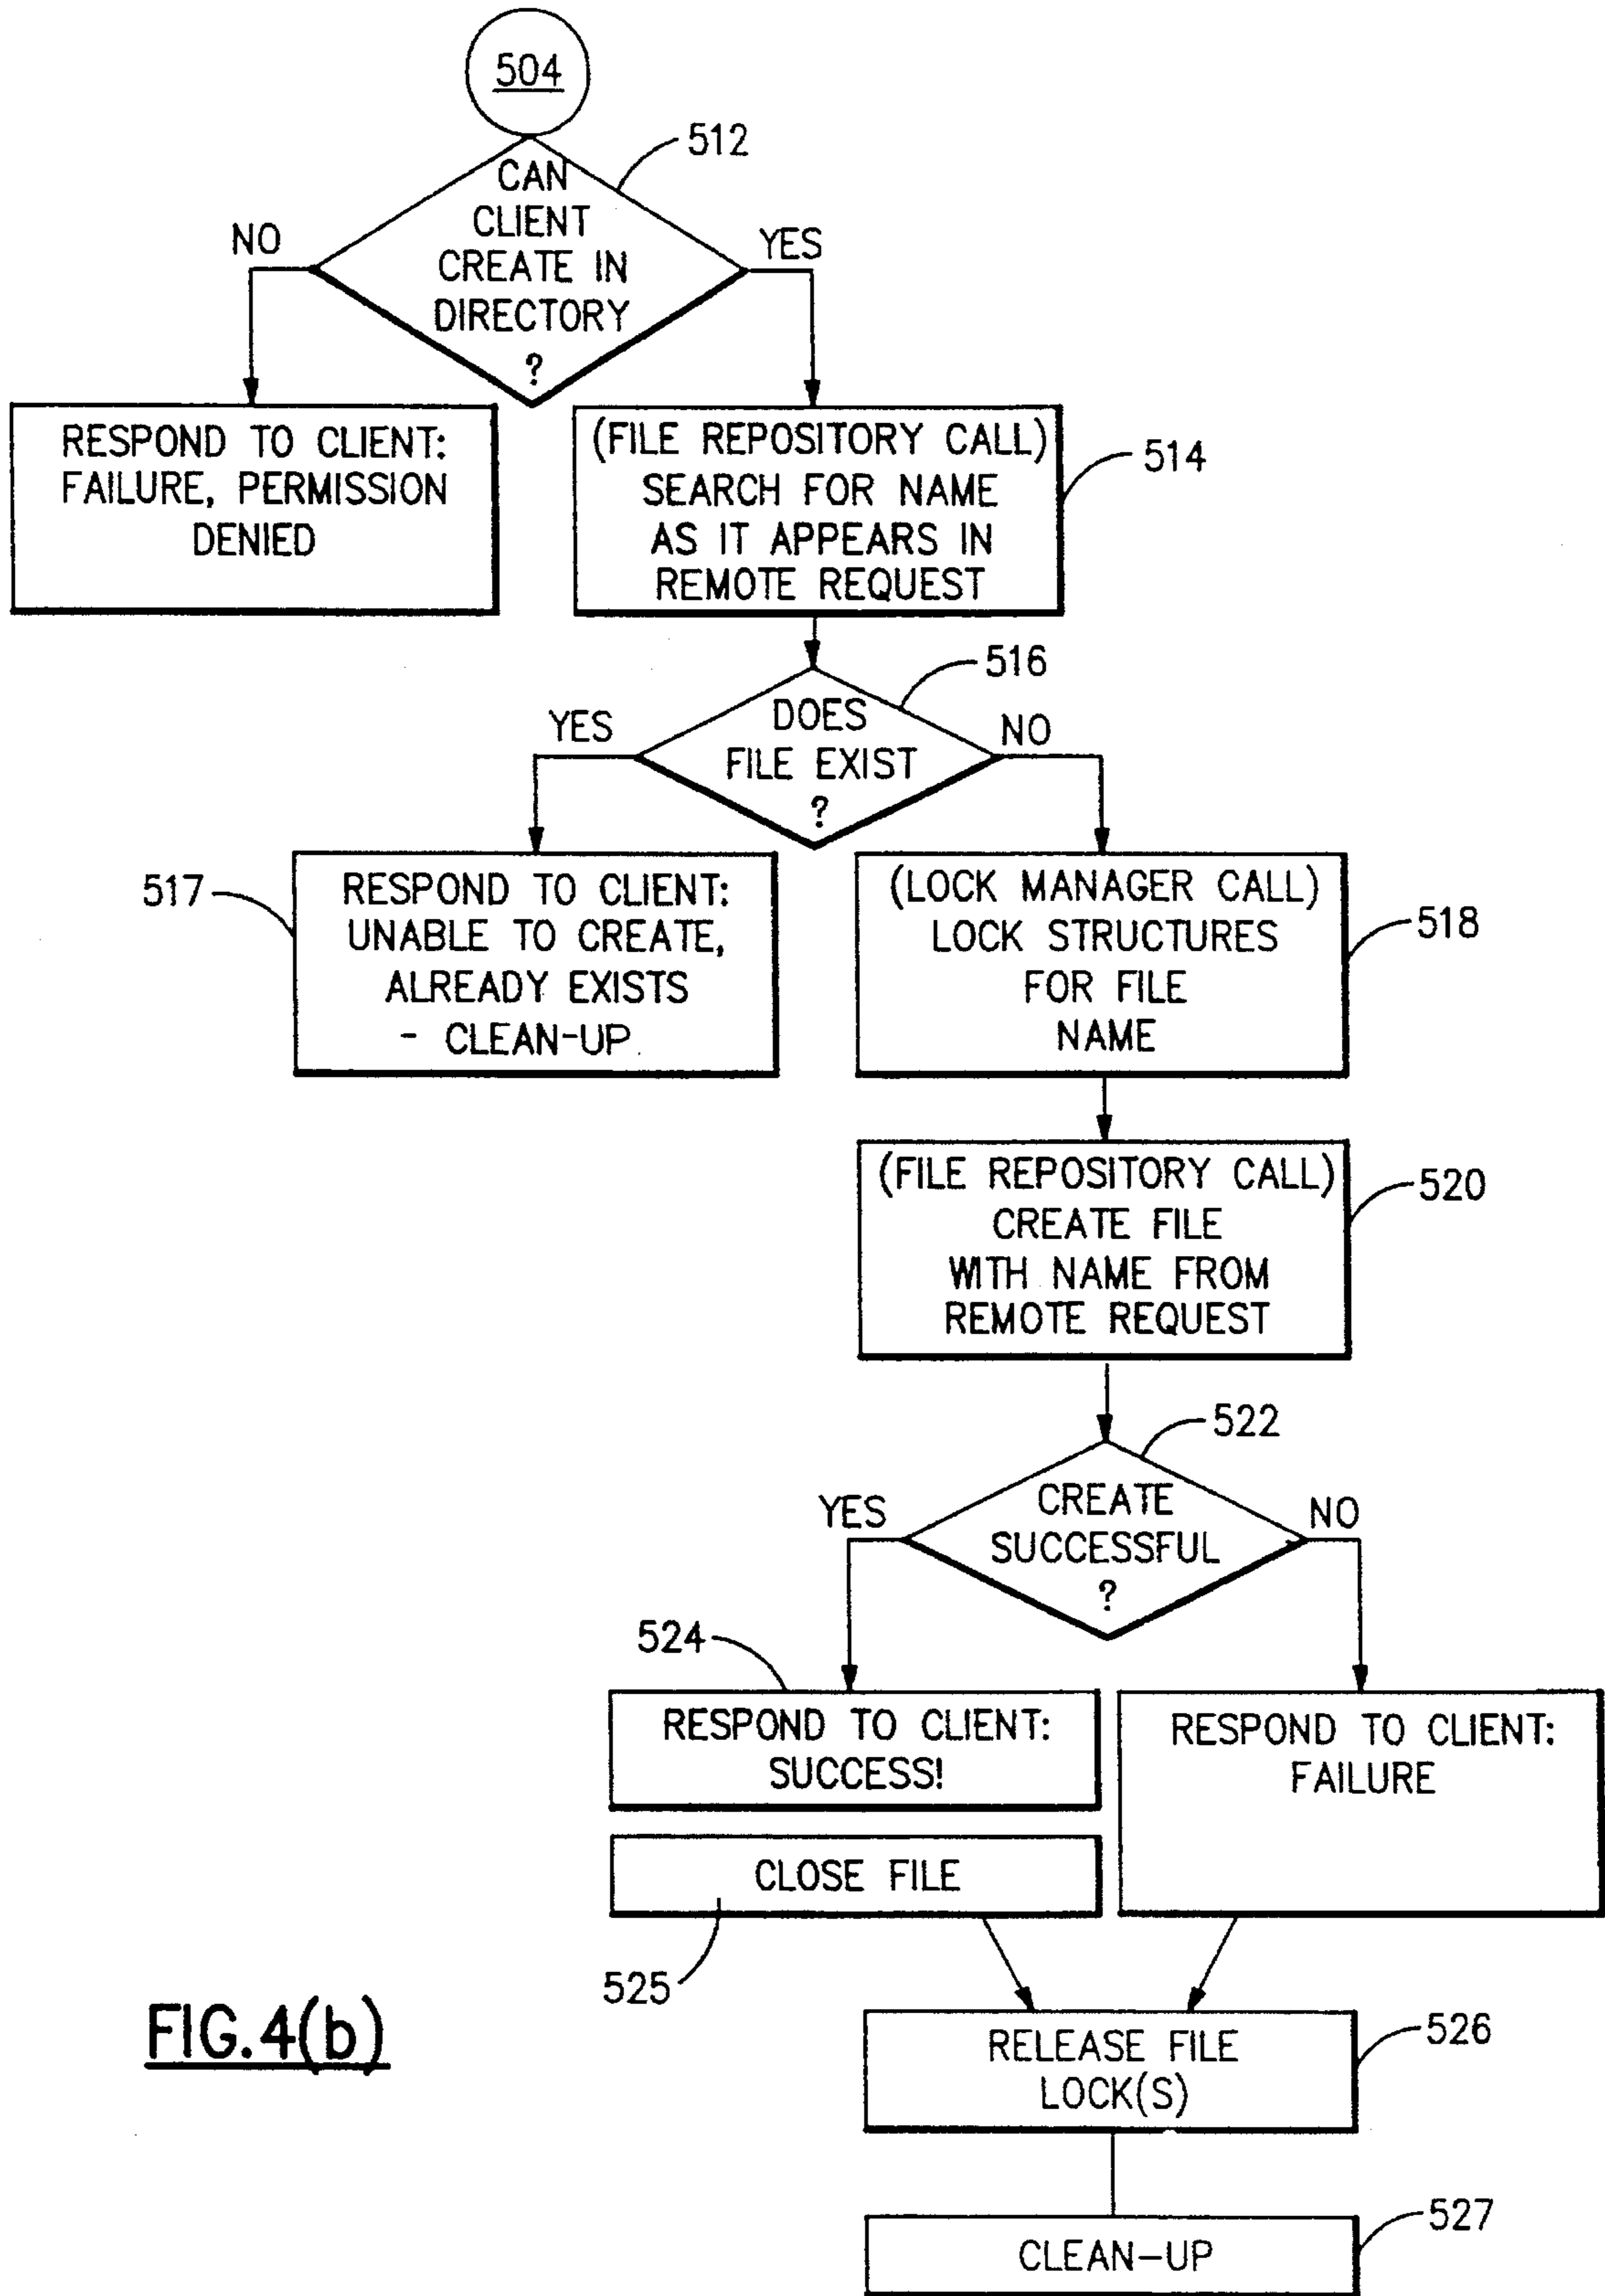 504
512
CAN
CLIENT
CREATE IN
DIRECTORY
?
NO
YES
RESPOND TO CLIENT:
FAILURE, PERMISSION
DENIED
(FILE REPOSITORY CALL)
SEARCH FOR NAME
AS IT APPEARS IN
REMOTE REQUEST
514
516
DOES
FILE EXIST
?
YES
NO
517
RESPOND TO CLIENT:
UNABLE TO CREATE,
ALREADY EXISTS
- CLEAN-UP
(LOCK MANAGER CALL)
LOCK STRUCTURES
FOR FILE
NAME
518
(FILE REPOSITORY CALL)
CREATE FILE
WITH NAME FROM
REMOTE REQUEST
520
522
CREATE
SUCCESSFUL
?
YES
NO
524
RESPOND TO CLIENT:
SUCCESS!
RESPOND TO CLIENT:
FAILURE
CLOSE FILE
525
RELEASE FILE
LOCK(S)
526
CLEAN-UP
527
FIG.4(b)